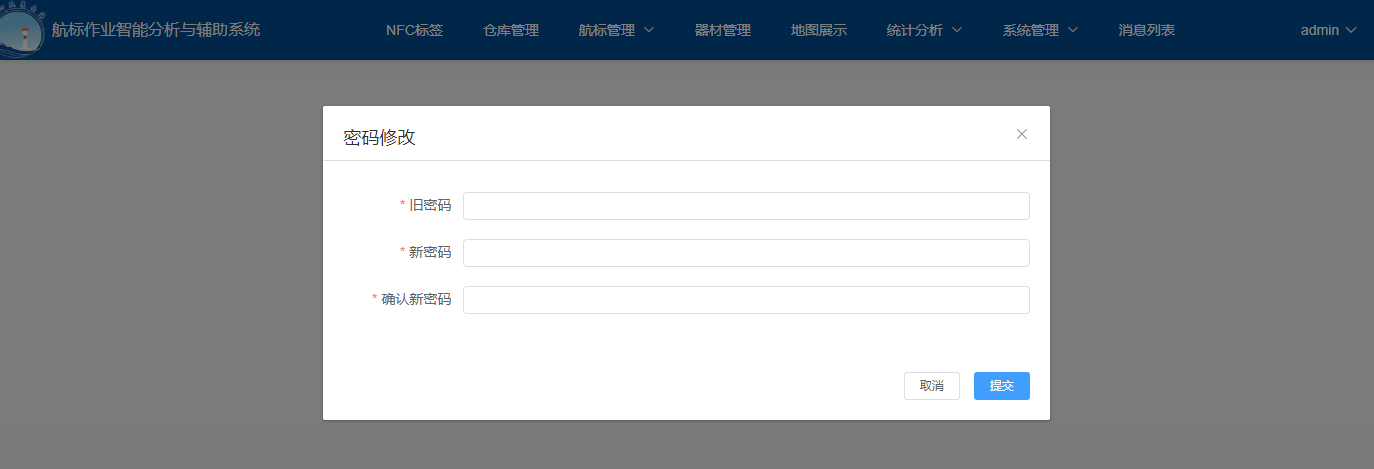 航标作业智能分析与辅助系统 NFC标签 仓库管理 航标管理 器材管理 地图展示 统计分析 系统管理 消息列表 admin
密码修改
* 旧密码
* 新密码
* 确认新密码
取消 提交